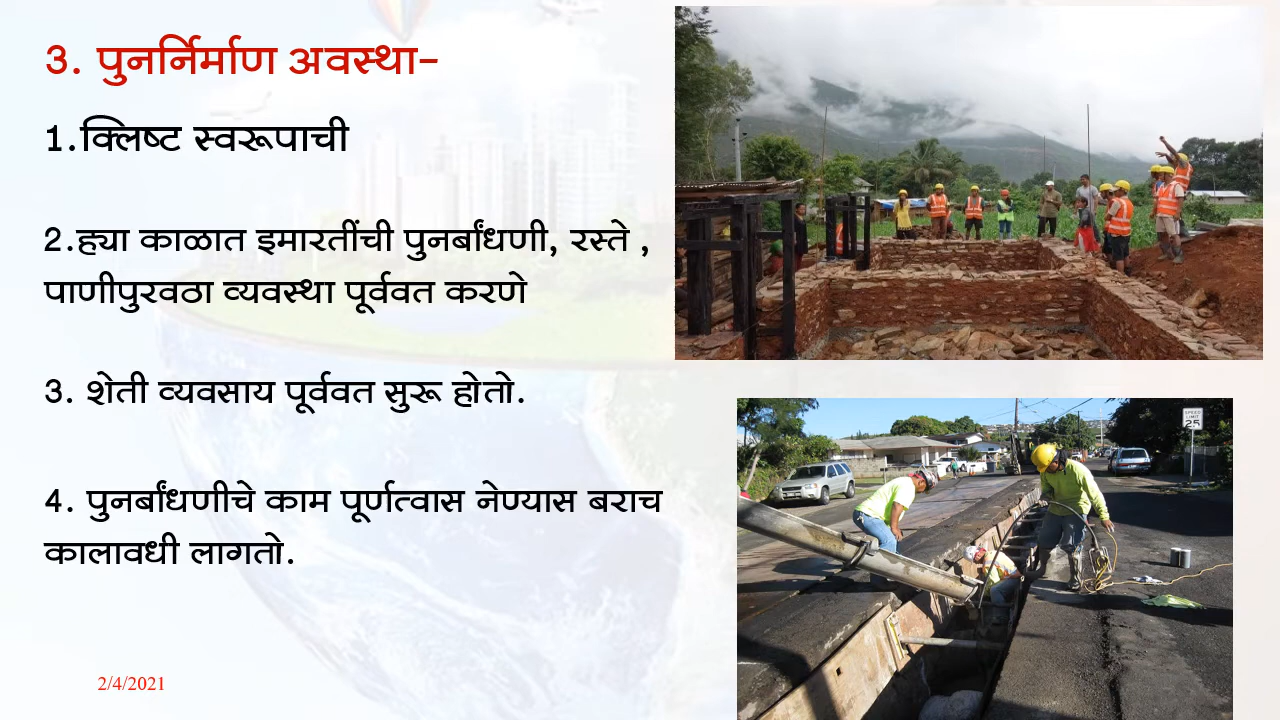 3. पुनर्निर्माण अवस्था-
1.क्लिष्ट स्वरूपाची
2.ह्या काळात इमारतींची पुनर्बांधणी, रस्ते ,
पाणीपुरवठा व्यवस्था पूर्ववत करणे
3. शेती व्यवसाय पूर्ववत सुरू होतो.
4. पुनर्बांधणीचे काम पूर्णत्वास नेण्यास बराच
कालावधी लागतो.
2/4/2021
SPEED
LIMIT
25